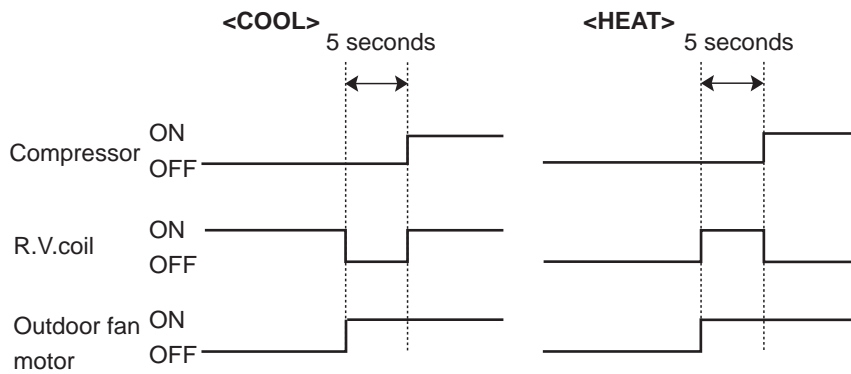 <COOL>
<HEAT>
5 seconds
5 seconds
Compressor
ON
OFF
R.V.coil
ON
OFF
Outdoor fan
motor
ON
OFF